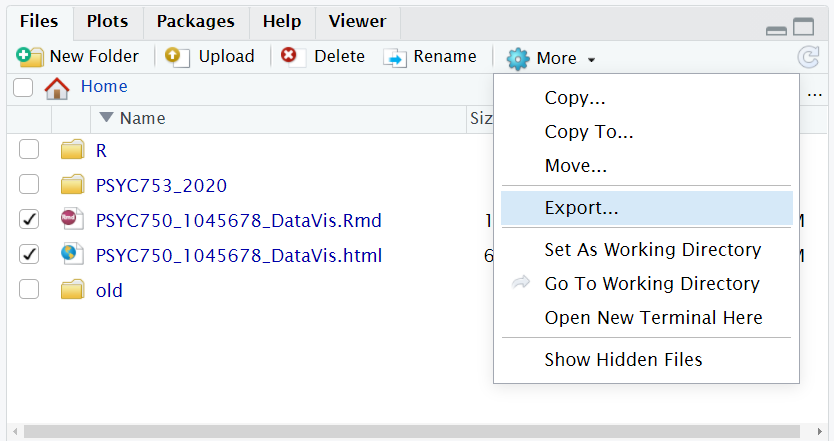 Files Plots Packages Help Viewer
New Folder Upload Delete Rename More
Home ...
Name Siz
R
PSYC753_2020
PSYC750_1045678_DataVis.Rmd 1 M
PSYC750_1045678_DataVis.html 6 M
old
Copy...
Copy To...
Move...
Export...
Set As Working Directory
Go To Working Directory
Open New Terminal Here
Show Hidden Files